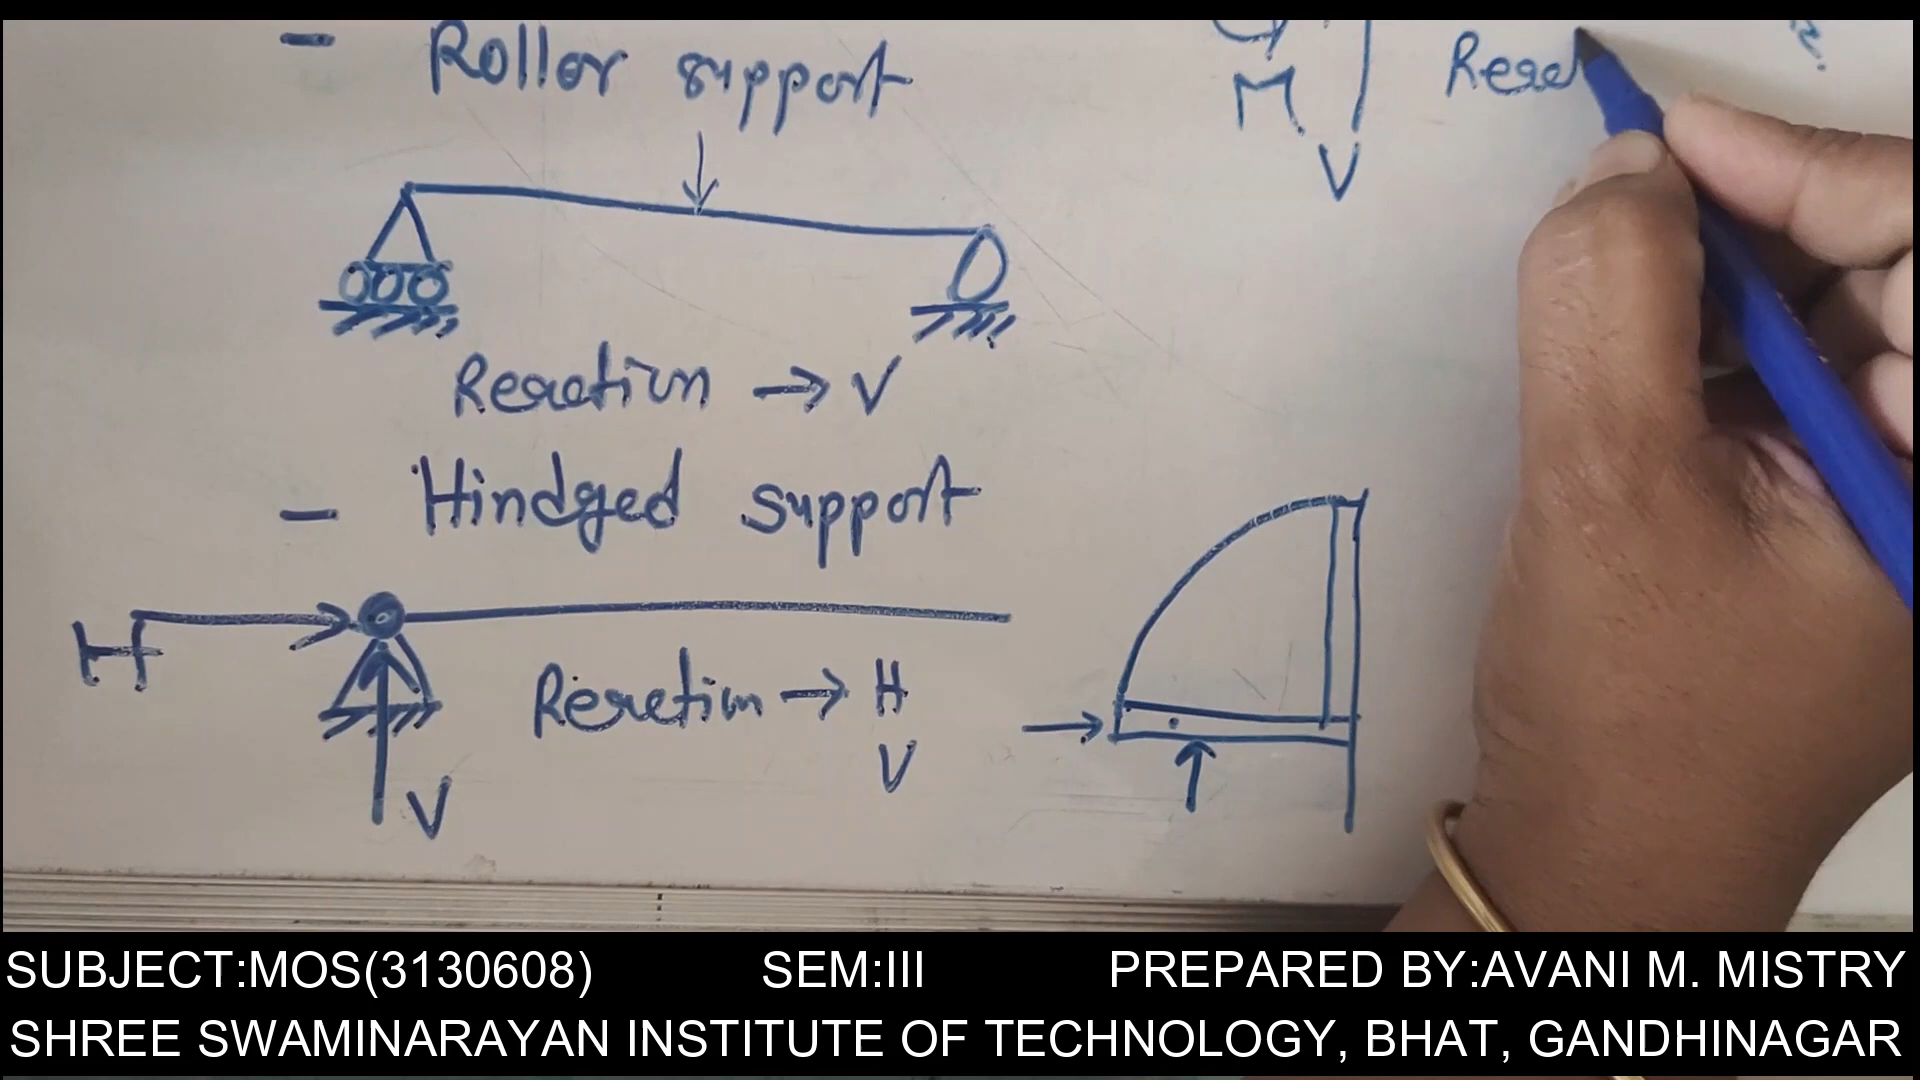 - Roller support
M
V
Reac
Reaction → V
- Hindged support
H
Reaction → H
V
V
SUBJECT:MOS(3130608) SEM:III PREPARED BY:AVANI M. MISTRY
SHREE SWAMINARAYAN INSTITUTE OF TECHNOLOGY, BHAT, GANDHINAGAR